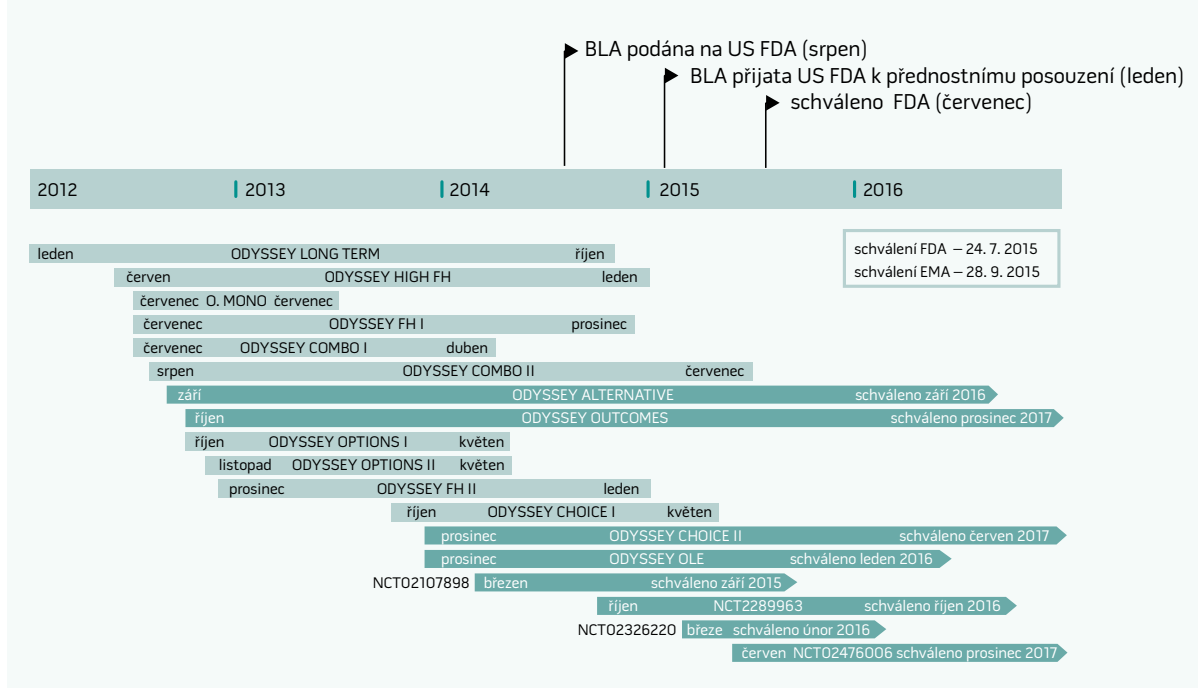 BLA podána na US FDA (srpen)
BLA přijata US FDA k přednostnímu posouzení (leden)
schváleno FDA (červenec)
2012 2013 2014 2015 2016
schválení FDA – 24. 7. 2015
schválení EMA – 28. 9. 2015
leden ODYSSEY LONG TERM říjen
červen ODYSSEY HIGH FH leden
červenec O. MONO červenec
červenec ODYSSEY FH I prosinec
červenec ODYSSEY COMBO I duben
srpen ODYSSEY COMBO II červenec
září ODYSSEY ALTERNATIVE schváleno září 2016
říjen ODYSSEY OUTCOMES schváleno prosinec 2017
říjen ODYSSEY OPTIONS I květen
listopad ODYSSEY OPTIONS II květen
prosinec ODYSSEY FH II leden
říjen ODYSSEY CHOICE I květen
prosinec ODYSSEY CHOICE II schváleno červen 2017
prosinec ODYSSEY OLE schváleno leden 2016
NCT02107898 březen schváleno září 2015
říjen NCT2289963 schváleno říjen 2016
NCT02326220 březe schváleno únor 2016
červen NCT02476006 schváleno prosinec 2017